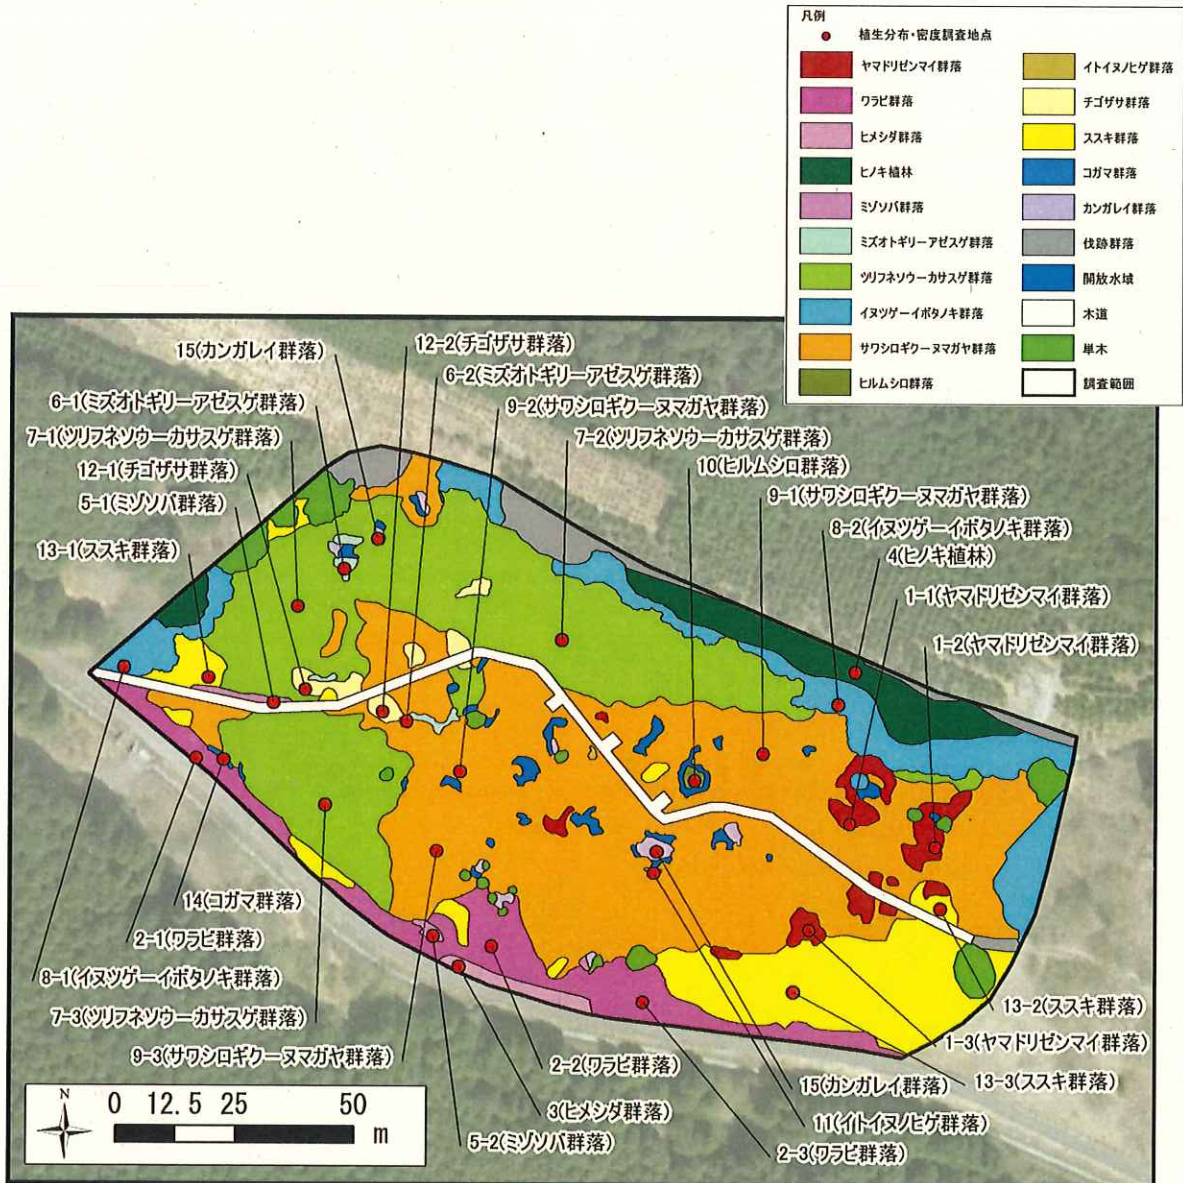 凡例
植生分布・密度調査地点
ヤマドリゼンマイ群落
ワラビ群落
ヒメシダ群落
ヒノキ植林
ミゾソバ群落
ミズオトギリーアゼスゲ群落
ツリフネソウーカサスゲ群落
イヌツゲーイボタノキ群落
サワシロギクーヌマガヤ群落
ヒルムシロ群落
イトイヌノヒゲ群落
チゴザサ群落
ススキ群落
コガマ群落
カンガレイ群落
伐跡群落
開放水域
木道
単木
調査範囲
15(カンガレイ群落)
12-2(チゴザサ群落)
6-2(ミズオトギリーアゼスゲ群落)
6-1(ミズオトギリーアゼスゲ群落)
9-2(サワシロギクーヌマガヤ群落)
7-1(ツリフネソウーカサスゲ群落)
7-2(ツリフネソウーカサスゲ群落)
12-1(チゴザサ群落)
10(ヒルムシロ群落)
5-1(ミゾソバ群落)
9-1(サワシロギクーヌマガヤ群落)
8-2(イヌツゲーイボタノキ群落)
13-1(ススキ群落)
4(ヒノキ植林)
1-1(ヤマドリゼンマイ群落)
1-2(ヤマドリゼンマイ群落)
14(コガマ群落)
2-1(ワラビ群落)
8-1(イヌツゲーイボタノキ群落)
7-3(ツリフネソウーカサスゲ群落)
9-3(サワシロギクーヌマガヤ群落)
13-2(ススキ群落)
1-3(ヤマドリゼンマイ群落)
2-2(ワラビ群落)
15(カンガレイ群落)
13-3(ススキ群落)
3(ヒメシダ群落)
11(イトイヌノヒゲ群落)
5-2(ミゾソバ群落)
2-3(ワラビ群落)
N
0 12.5 25 50
m